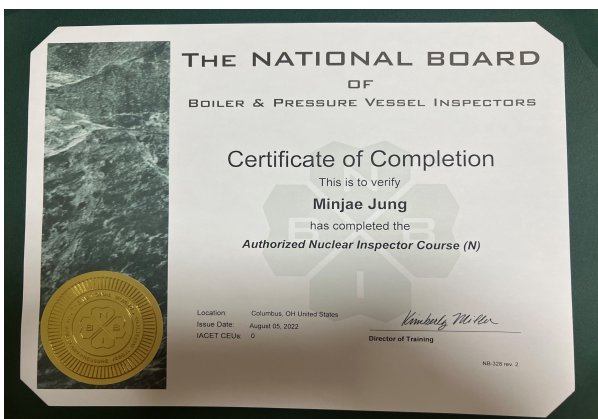 THE NATIONAL BOARD
OF
BOILER & PRESSURE VESSEL INSPECTORS
Certificate of Completion
This is to verify
Minjae Jung
has completed the
Authorized Nuclear Inspector Course (N)
N
B B
I
Location: Columbus, OH United States
Issue Date: August 05, 2022
IACET CEUs: 0
Kimberly Miller
Director of Training
NB-328 rev. 2
N
B B
I